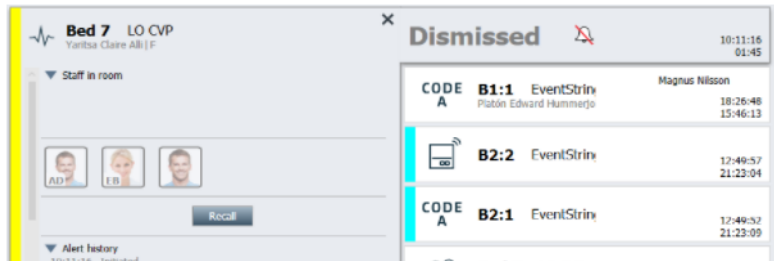 Bed 7 LO CVP
Yaritsa Claire Alli | F
Staff in room
AD
EB
Recall
Alert history
Dismissed
10:11:16
01:45
CODE A
B1:1 EventStrin
Magnus Nilsson
Platón Edward Hummerjo
18:26:48
15:46:13
B2:2 EventStrin
12:49:57
21:23:04
CODE A
B2:1 EventStrin
12:49:52
21:23:09